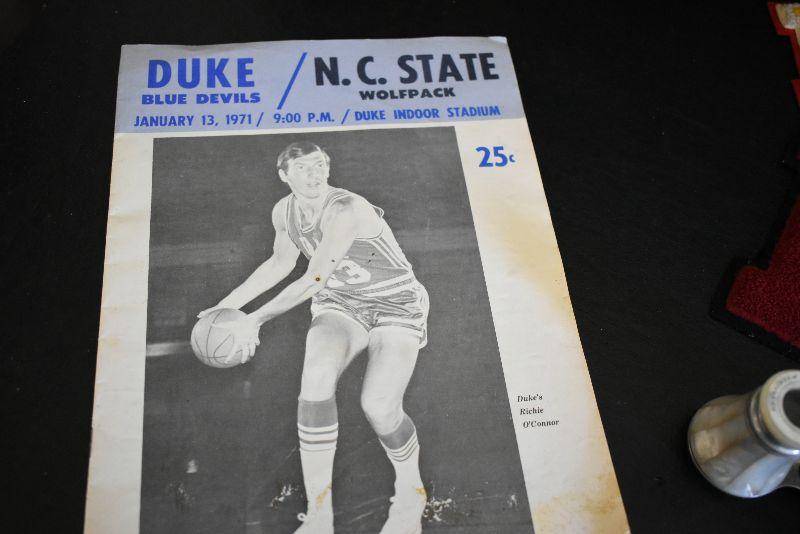 DUKE / N.C. STATE
BLUE DEVILS WOLFPACK
JANUARY 13, 1971 / 9:00 P.M. / DUKE INDOOR STADIUM
25c
Duke's
Richie
O'Connor